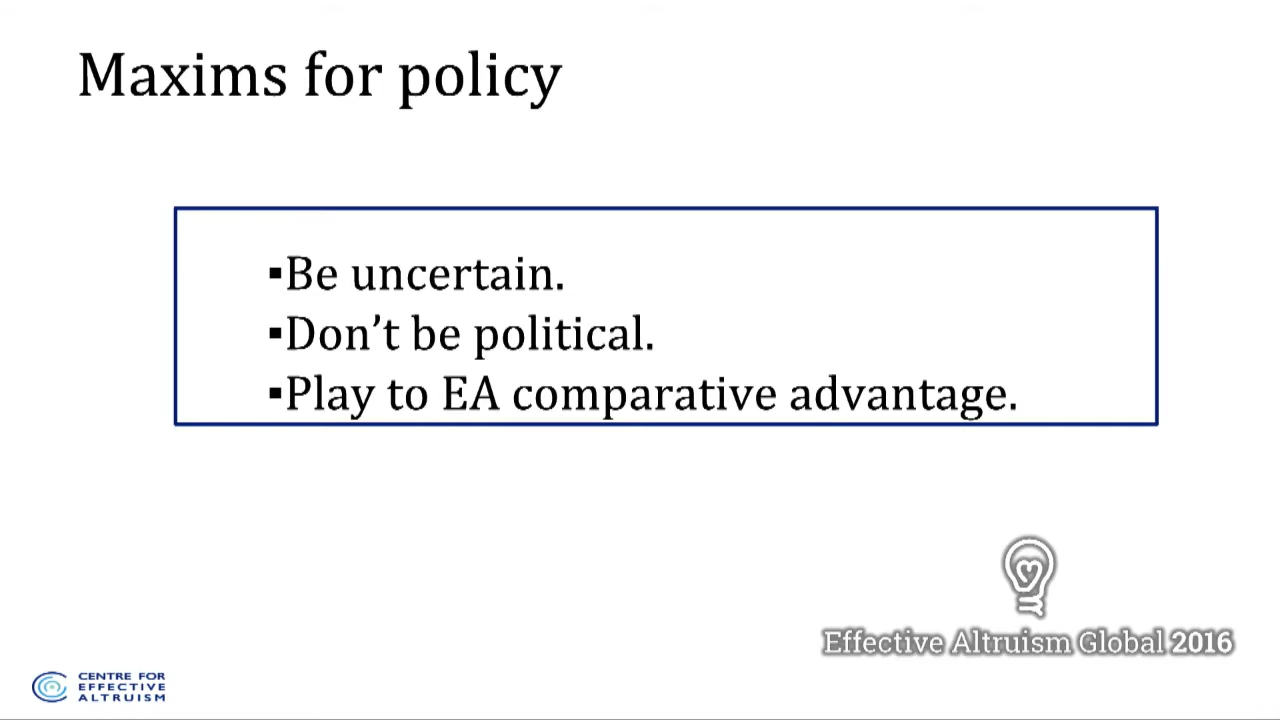 Maxims for policy
▪Be uncertain.
▪Don’t be political.
▪Play to EA comparative advantage.
Effective Altruism Global 2016
CENTRE FOR
EFFECTIVE
ALTRUISM